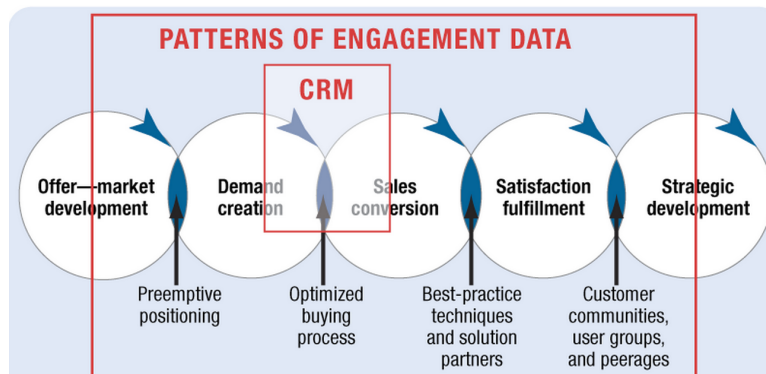 PATTERNS OF ENGAGEMENT DATA
CRM
Offer—market
development
Demand
creation
Sales
conversion
Satisfaction
fulfillment
Strategic
development
Preemptive
positioning
Optimized
buying
process
Best-practice
techniques
and solution
partners
Customer
communities,
user groups,
and peerages